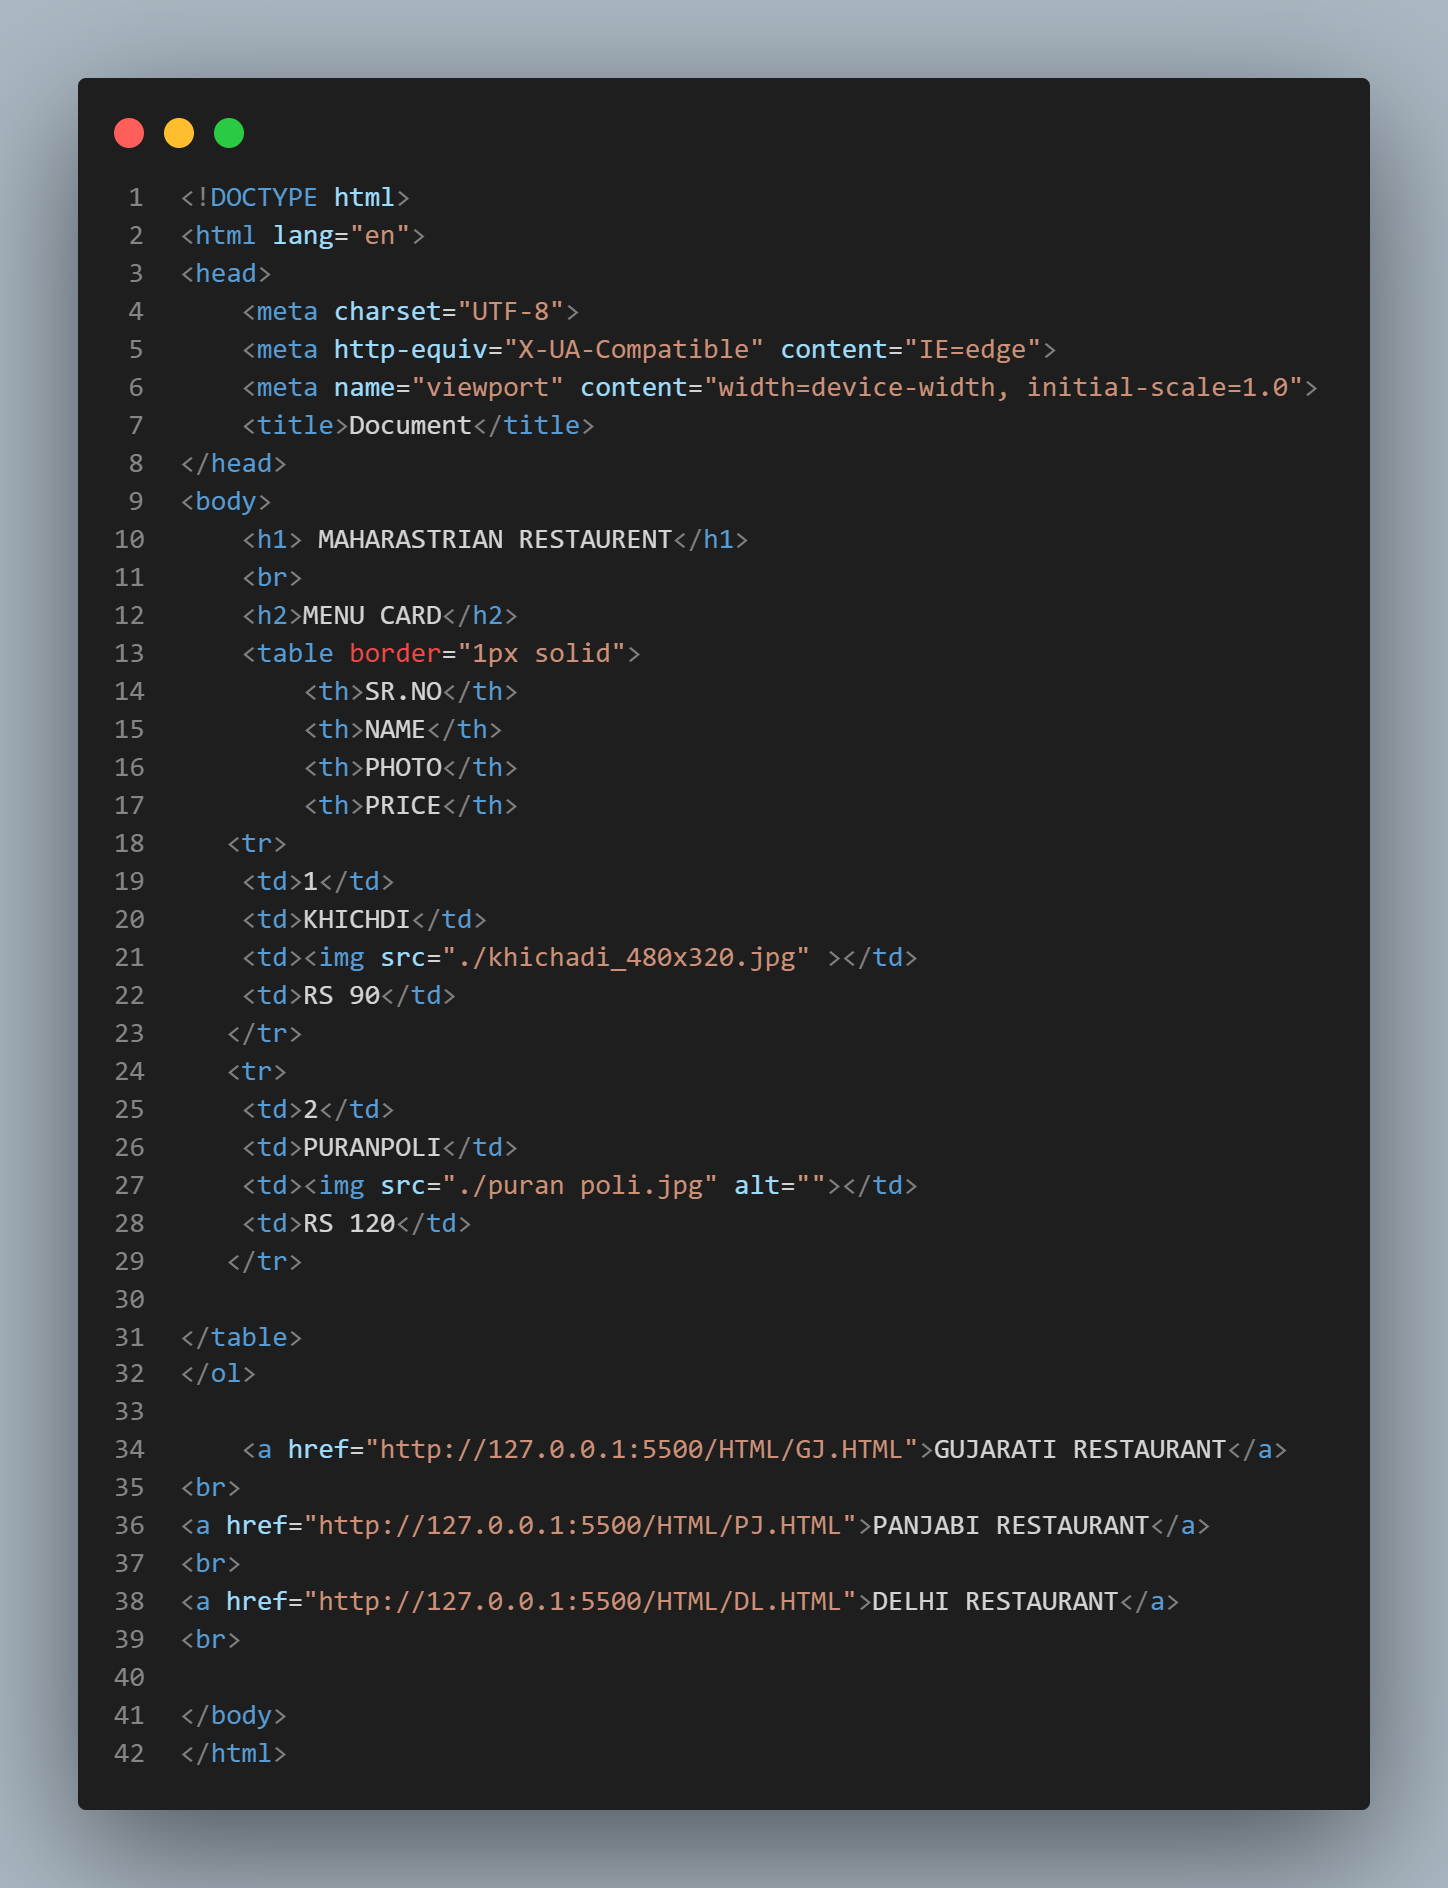 1 <!DOCTYPE html>
2 <html lang="en">
3 <head>
4     <meta charset="UTF-8">
5     <meta http-equiv="X-UA-Compatible" content="IE=edge">
6     <meta name="viewport" content="width=device-width, initial-scale=1.0">
7     <title>Document</title>
8 </head>
9 <body>
10     <h1> MAHARASTRIAN RESTAURENT</h1>
11     <br>
12     <h2>MENU CARD</h2>
13     <table border="1px solid">
14         <th>SR.NO</th>
15         <th>NAME</th>
16         <th>PHOTO</th>
17         <th>PRICE</th>
18    <tr>
19     <td>1</td>
20     <td>KHICHDI</td>
21     <td><img src="./khichadi_480x320.jpg" ></td>
22     <td>RS 90</td>
23    </tr>
24    <tr>
25     <td>2</td>
26     <td>PURANPOLI</td>
27     <td><img src="./puran poli.jpg" alt=""></td>
28     <td>RS 120</td>
29    </tr>
30
31 </table>
32 </ol>
33
34     <a href="http://127.0.0.1:5500/HTML/GJ.HTML">GUJARATI RESTAURANT</a>
35 <br>
36 <a href="http://127.0.0.1:5500/HTML/PJ.HTML">PANJABI RESTAURANT</a>
37 <br>
38 <a href="http://127.0.0.1:5500/HTML/DL.HTML">DELHI RESTAURANT</a>
39 <br>
40
41 </body>
42 </html>